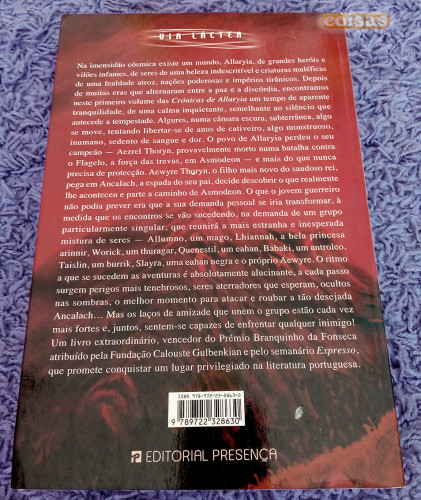 coisas
VIA LÁCTEA
Na imensidão cósmica existe um mundo, Allaryia, de grandes heróis e
vilões infames, de seres de uma beleza indescritível e criaturas maléficas
de uma fealdade atroz, nações poderosas e impérios tirânicos. Depois
de muitas eras que alternaram entre a paz e a discórdia, encontramos
neste primeiro volume das Crónicas de Allaryia um tempo de aparente
tranquilidade, de uma calma inquietante, semelhante ao silêncio que
antecede a tempestade. Algures, numa câmara escura, subterrânea, algo
se move, tentando libertar-se de anos de cativeiro, algo monstruoso,
inumano, sedento de sangue e dor. O povo de Allaryia perdeu o seu
campeão — Aezrel Thoryn, provavelmente morto numa batalha contra
o Flagelo, a força das trevas, em Asmodeon — e mais do que nunca
precisa de protecção. Aewyre Thoryn, o filho mais novo do saudoso rei,
pega em Ancalach, a espada do seu pai, decide descobrir o que realmente
lhe aconteceu e parte a caminho de Asmodeon. O que o jovem guerreiro
não podia prever era que a sua demanda pessoal se iria transformar, à
medida que os encontros se vão sucedendo, na demanda de um grupo
particularmente singular, que reunirá a mais estranha e inesperada
mistura de seres — Allumno, um mago, Lhiannah, a bela princesa
arinnir, Worick, um thuragar, Quenestil, um eahan, Babaki, um antroleo,
Taislin, um burrik, Slayra, uma eahan negra e o próprio Aewyre. O ritmo
a que se sucedem as aventuras é absolutamente alucinante, a cada passo
surgem perigos mais tenebrosos, seres aterradores que esperam, ocultos
nas sombras, o melhor momento para atacar e roubar a tão desejada
Ancalach... Mas os laços de amizade que unem o grupo estão cada vez
mais fortes e, juntos, sentem-se capazes de enfrentar qualquer inimigo!
Um livro extraordinário, vencedor do Prémio Branquinho da Fonseca
atribuído pela Fundação Calouste Gulbenkian e pelo semanário Expresso,
que promete conquistar um lugar privilegiado na literatura portuguesa.
ISBN 978-972-23-2863-0
9 789722 328630
EDITORIAL PRESENÇA